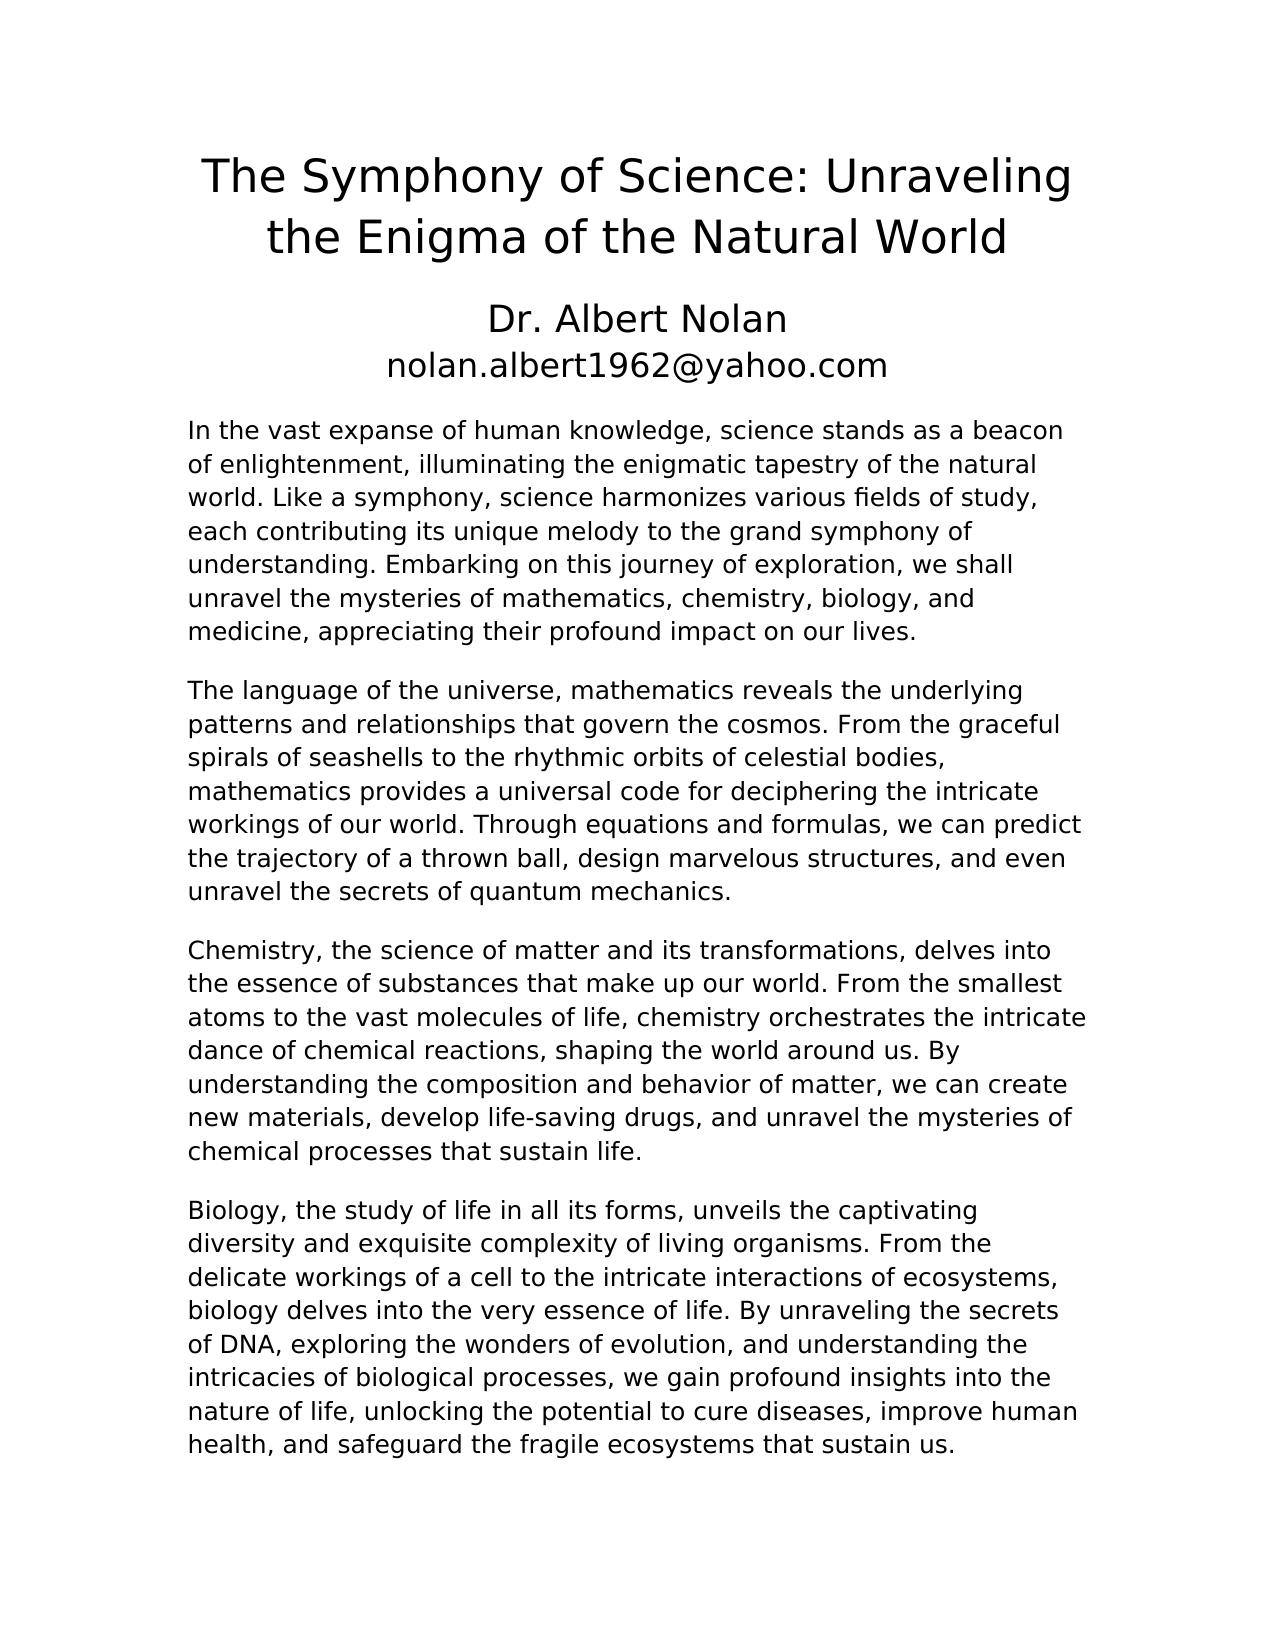 The Symphony of Science: Unraveling
the Enigma of the Natural World
Dr. Albert Nolan
nolan.albert1962@yahoo.com
In the vast expanse of human knowledge, science stands as a beacon
of enlightenment, illuminating the enigmatic tapestry of the natural
world. Like a symphony, science harmonizes various fields of study,
each contributing its unique melody to the grand symphony of
understanding. Embarking on this journey of exploration, we shall
unravel the mysteries of mathematics, chemistry, biology, and
medicine, appreciating their profound impact on our lives.
The language of the universe, mathematics reveals the underlying
patterns and relationships that govern the cosmos. From the graceful
spirals of seashells to the rhythmic orbits of celestial bodies,
mathematics provides a universal code for deciphering the intricate
workings of our world. Through equations and formulas, we can predict
the trajectory of a thrown ball, design marvelous structures, and even
unravel the secrets of quantum mechanics.
Chemistry, the science of matter and its transformations, delves into
the essence of substances that make up our world. From the smallest
atoms to the vast molecules of life, chemistry orchestrates the intricate
dance of chemical reactions, shaping the world around us. By
understanding the composition and behavior of matter, we can create
new materials, develop life-saving drugs, and unravel the mysteries of
chemical processes that sustain life.
Biology, the study of life in all its forms, unveils the captivating
diversity and exquisite complexity of living organisms. From the
delicate workings of a cell to the intricate interactions of ecosystems,
biology delves into the very essence of life. By unraveling the secrets
of DNA, exploring the wonders of evolution, and understanding the
intricacies of biological processes, we gain profound insights into the
nature of life, unlocking the potential to cure diseases, improve human
health, and safeguard the fragile ecosystems that sustain us.